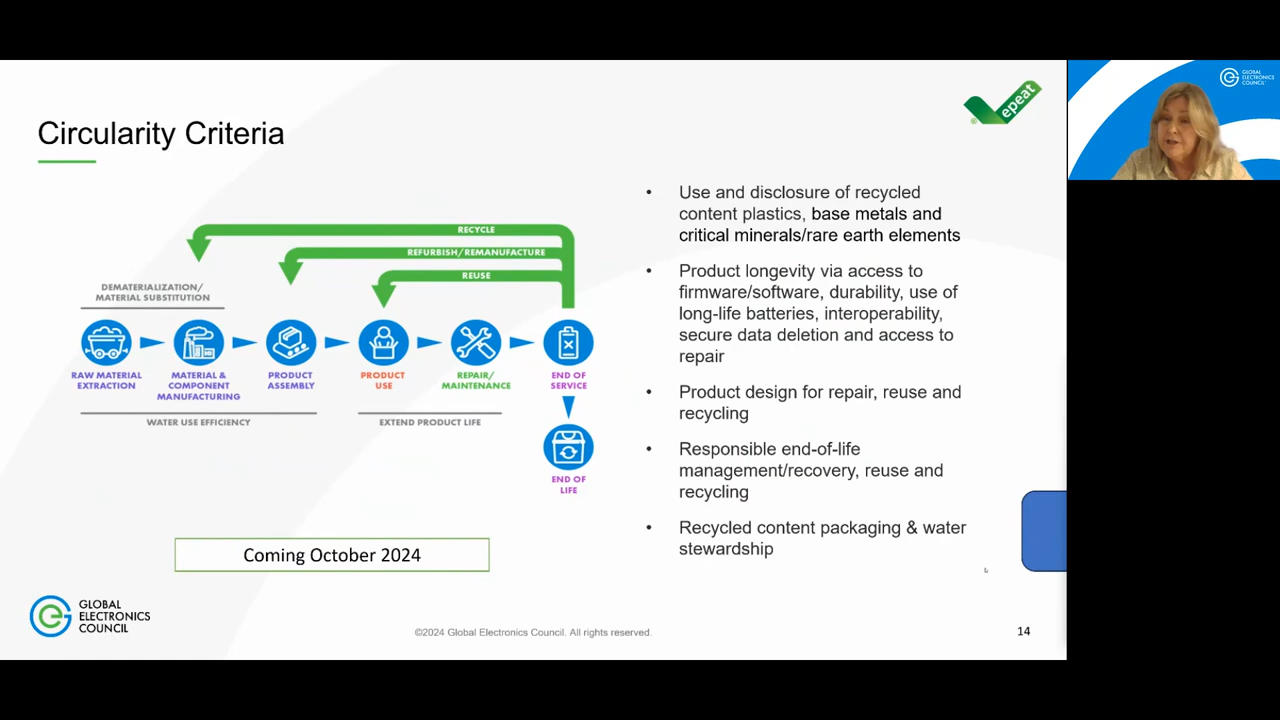 Circularity Criteria
epeat
GLOBAL
ELECTRONICS
COUNCIL
RECYCLE
REFURBISH/REMANUFACTURE
REUSE
DEMATERIALIZATION/
MATERIAL SUBSTITUTION
RAW MATERIAL
EXTRACTION
MATERIAL &
COMPONENT
MANUFACTURING
PRODUCT
ASSEMBLY
PRODUCT
USE
REPAIR/
MAINTENANCE
END OF
SERVICE
WATER USE EFFICIENCY
EXTEND PRODUCT LIFE
END OF
LIFE
Coming October 2024
• Use and disclosure of recycled
content plastics, base metals and
critical minerals/rare earth elements
• Product longevity via access to
firmware/software, durability, use of
long-life batteries, interoperability,
secure data deletion and access to
repair
• Product design for repair, reuse and
recycling
• Responsible end-of-life
management/recovery, reuse and
recycling
• Recycled content packaging & water
stewardship
GLOBAL
ELECTRONICS
COUNCIL
©2024 Global Electronics Council. All rights reserved.
14